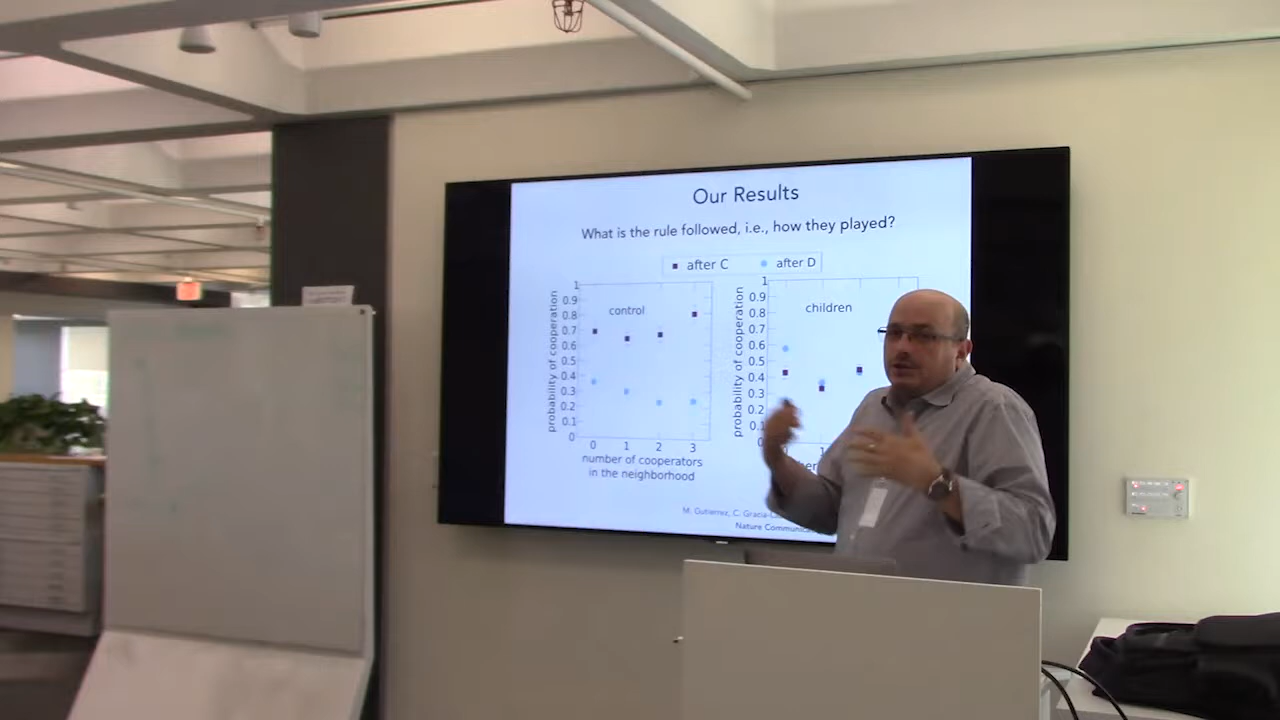 Our Results
What is the rule followed, i.e., how they played?
after C after D
control
probability of cooperation
1
0.9
0.8
0.7
0.6
0.5
0.4
0.3
0.2
0.1
0
0 1 2 3
number of cooperators
in the neighborhood
children
probability of cooperation
1
0.9
0.8
0.7
0.6
0.5
0.4
0.3
0.2
0.1
M. Gutierrez, C.
Nature